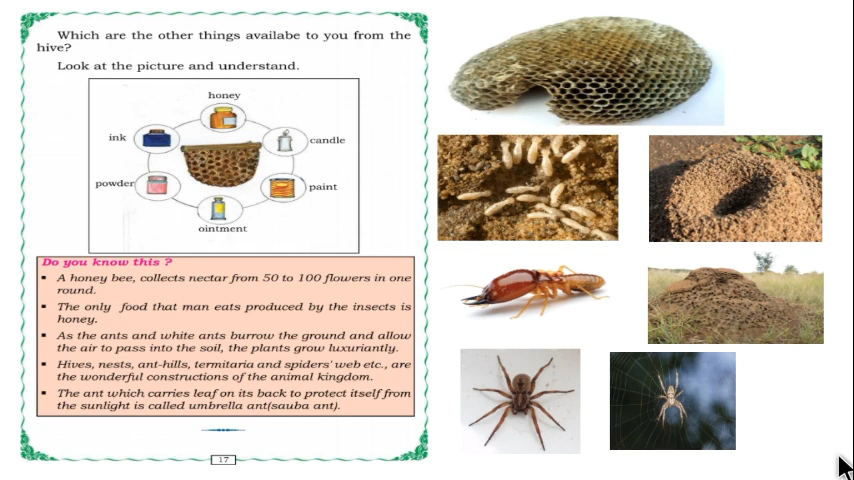 Which are the other things availabe to you from the
hive?
Look at the picture and understand.
honey
ink
candle
powder
paint
ointment
Do you know this ?
▪ A honey bee, collects nectar from 50 to 100 flowers in one
round.
▪ The only food that man eats produced by the insects is
honey.
▪ As the ants and white ants burrow the ground and allow
the air to pass into the soil, the plants grow luxuriantly.
▪ Hives, nests, ant-hills, termitaria and spiders' web etc., are
the wonderful constructions of the animal kingdom.
▪ The ant which carries leaf on its back to protect itself from
the sunlight is called umbrella ant(sauba ant).
17